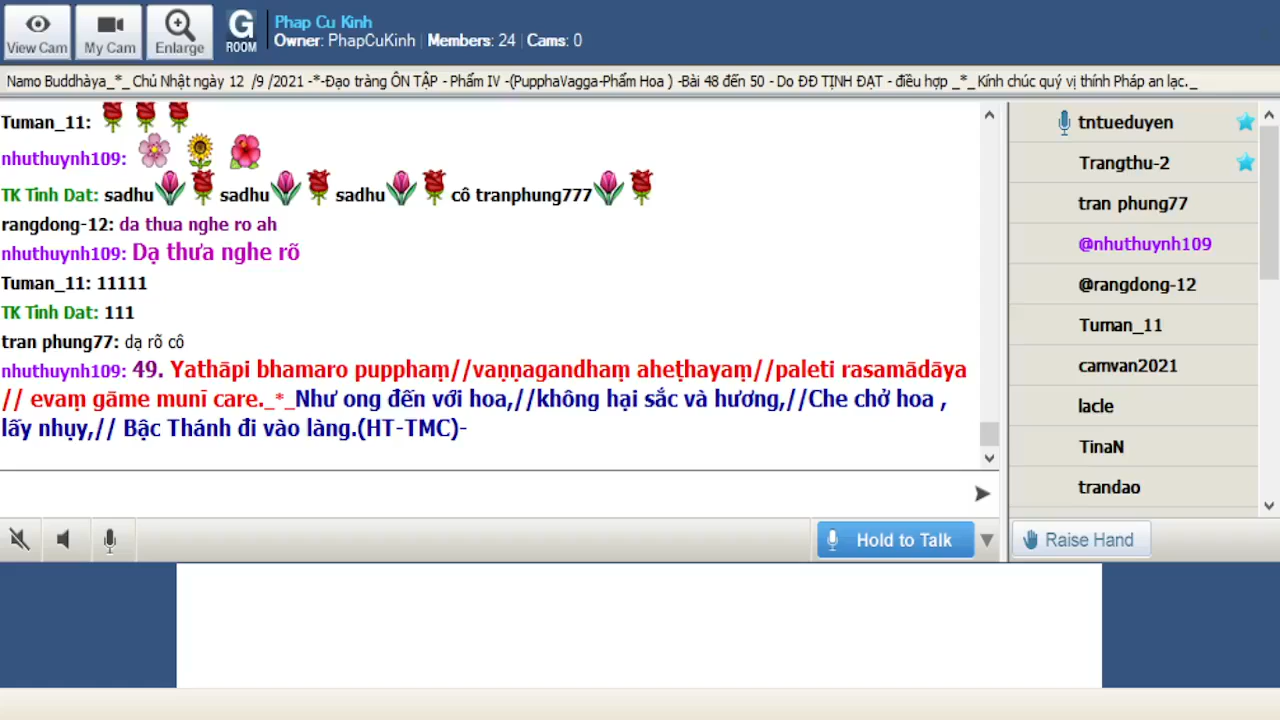 View Cam
My Cam
Enlarge
G
ROOM
Phap Cu Kinh
Owner: PhapCuKinh | Members: 24 | Cams: 0
Namo Buddhàya_*_ Chủ Nhật ngày 12 /9 /2021 -*-Đạo tràng ÔN TẬP - Phẩm IV -(PupphaVagga-Phẩm Hoa ) -Bài 48 đến 50 - Do ĐĐ TỊNH ĐẠT - điều hợp _*_ Kính chúc quý vị thính Pháp an lạc._
Tuman_11:
nhuthuynh109:
TK Tinh Dat: sadhu sadhu sadhu cô tranphung777
rangdong-12: da thua nghe ro ah
nhuthuynh109: Dạ thưa nghe rõ
Tuman_11: 11111
TK Tinh Dat: 111
tran phung77: dạ rõ cô
nhuthuynh109: 49. Yathāpi bhamaro pupphaṃ//vaṇṇagandhaṃ aheṭhayaṃ//paleti rasamādāya
// evaṃ gāme munī care._*_Như ong đến với hoa,//không hại sắc và hương,//Che chở hoa ,
lấy nhụy,// Bậc Thánh đi vào làng.(HT-TMC)-
tntueduyen
Trangthu-2
tran phung77
@nhuthuynh109
@rangdong-12
Tuman_11
camvan2021
lacle
TinaN
trandao
Hold to Talk
Raise Hand